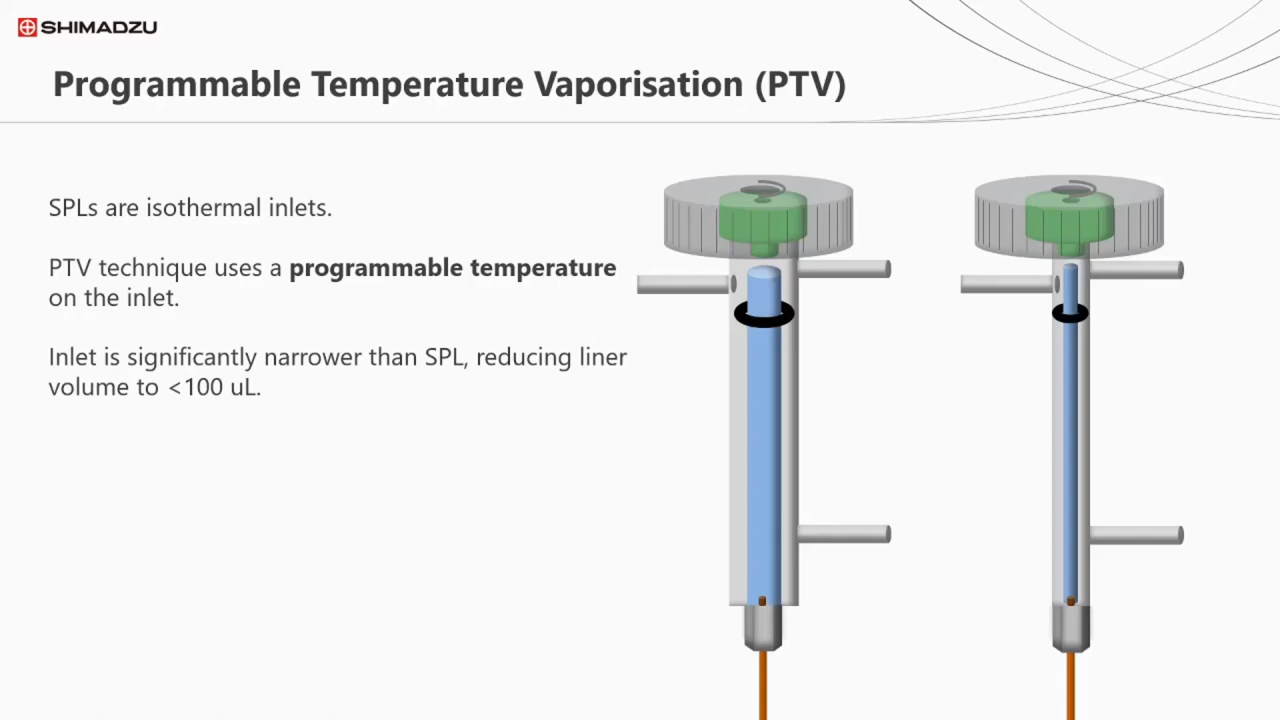 SHIMADZU
Programmable Temperature Vaporisation (PTV)
SPLs are isothermal inlets.
PTV technique uses a programmable temperature
on the inlet.
Inlet is significantly narrower than SPL, reducing liner
volume to <100 uL.